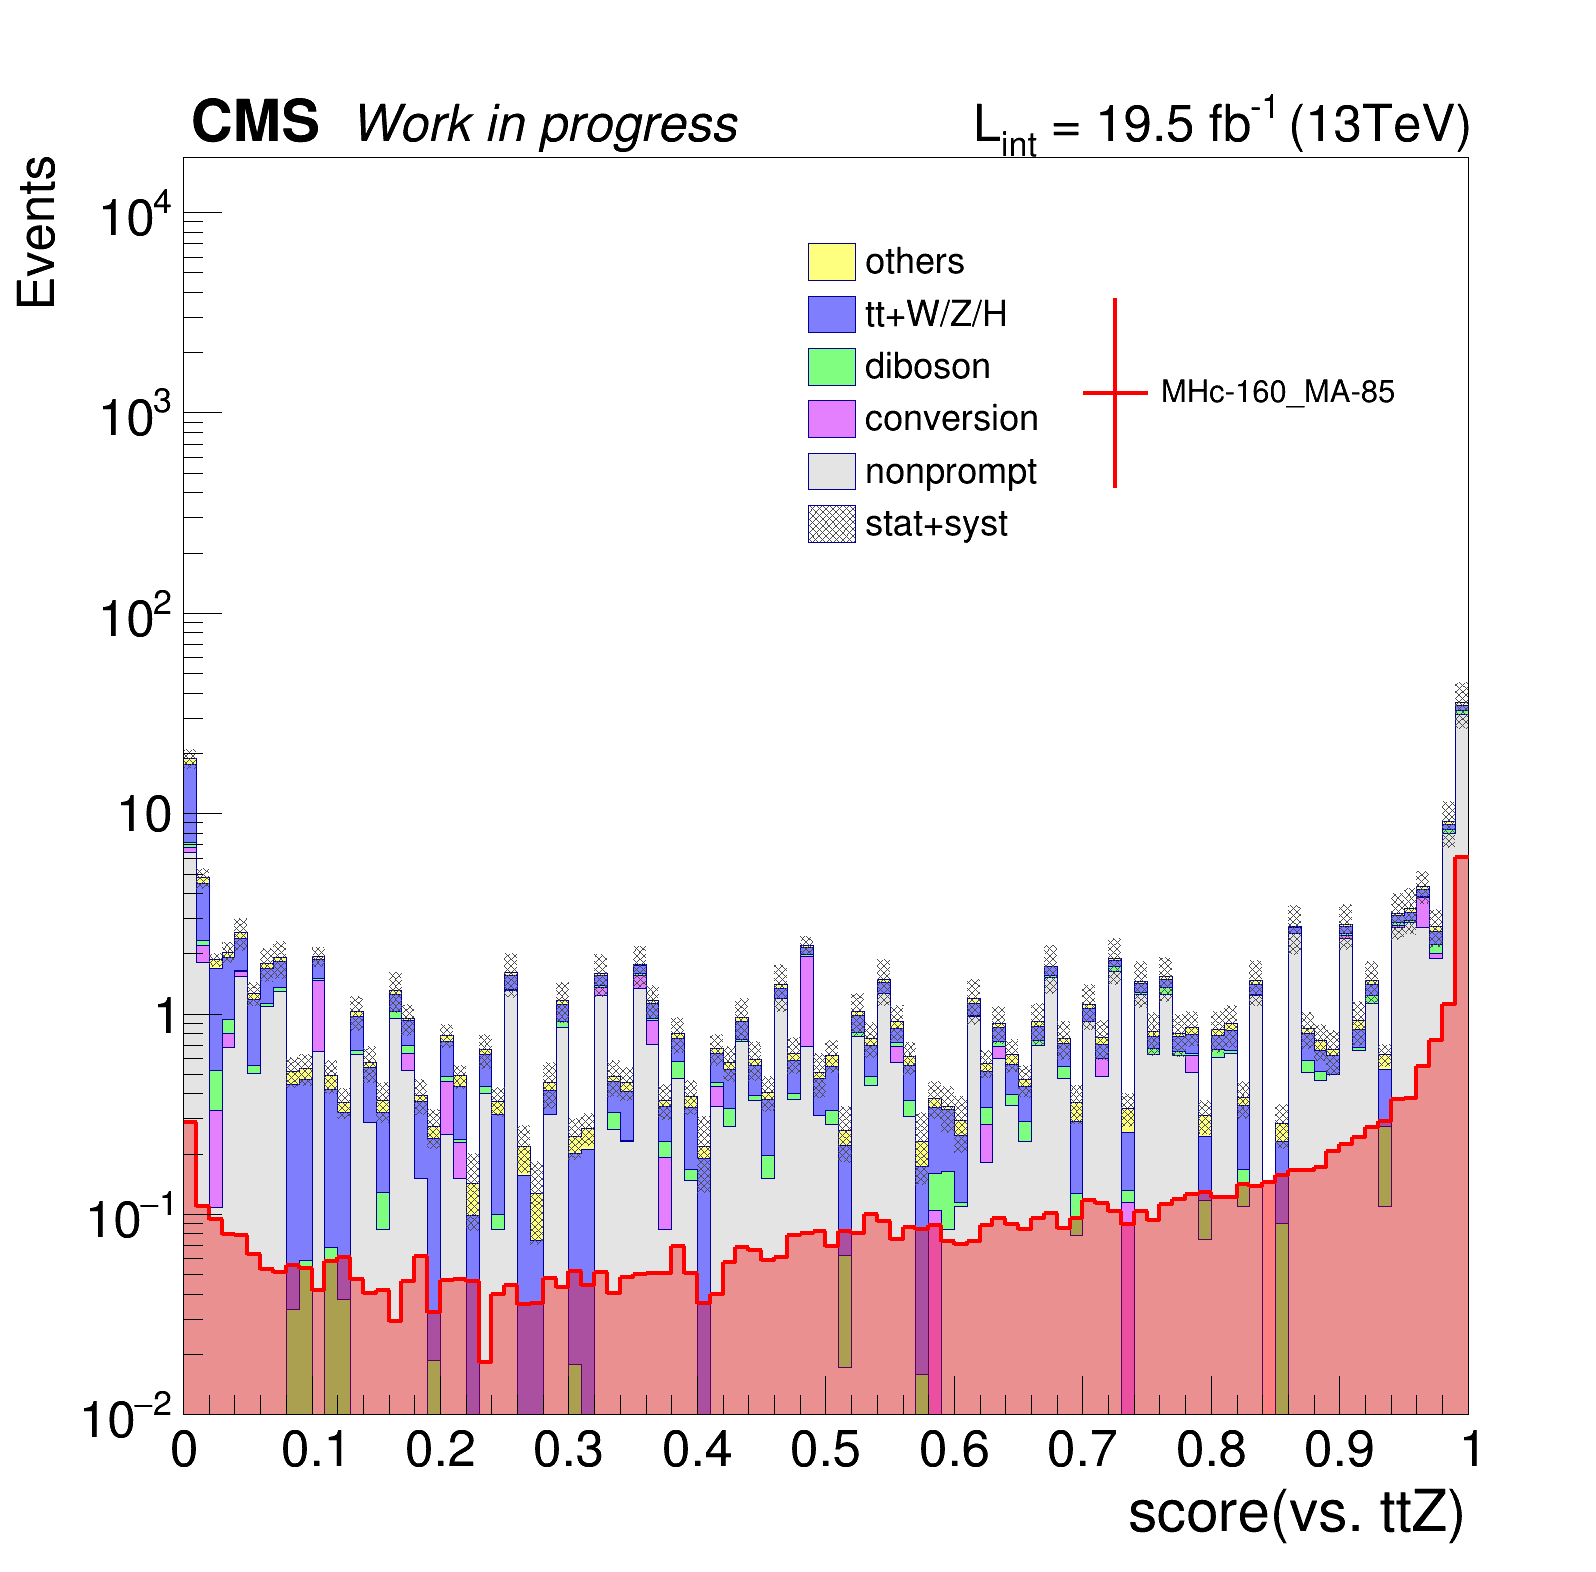 CMS Work in progress L_int = 19.5 fb^-1 (13TeV)
Events
10^4
10^3
10^2
10
1
10^−1
10^−2
others
tt+W/Z/H
diboson
conversion
nonprompt
stat+syst
MHc-160_MA-85
0 0.1 0.2 0.3 0.4 0.5 0.6 0.7 0.8 0.9 1
score(vs. ttZ)